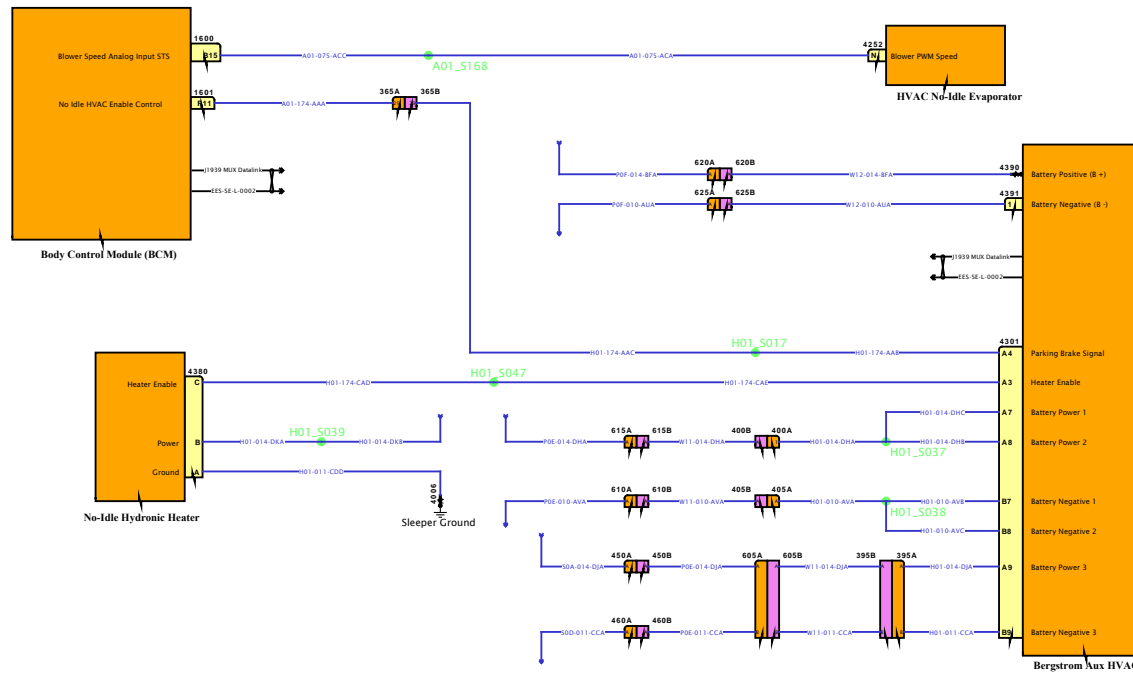 1600
Blower Speed Analog Input STS
B15
A01-075-ACC
A01_S168
A01-075-ACA
4252
N
Blower PWM Speed
HVAC No-Idle Evaporator
1601
No Idle HVAC Enable Control
F11
A01-174-AAA
365A
365B
J1939 MUX Datalink
EES-SE-L-0002
Body Control Module (BCM)
620A
620B
4390
P0F-014-BFA
W12-014-BFA
Battery Positive (B +)
625A
625B
4391
P0F-010-AUA
W12-010-AUA
1
Battery Negative (B -)
J1939 MUX Datalink
EES-SE-L-0002
H01_S017
4301
H01-174-AAC
H01-174-AAB
A4
Parking Brake Signal
4380
H01_S047
Heater Enable
C
H01-174-CAD
H01-174-CAE
A3
Heater Enable
H01-014-DHC
A7
Battery Power 1
H01_S039
615A
615B
400B
400A
Power
B
H01-014-DKA
H01-014-DKB
P0E-014-DHA
W11-014-DHA
H01-014-DHA
H01-014-DHB
A8
Battery Power 2
H01_S037
Ground
A
H01-011-CDD
4006
Sleeper Ground
No-Idle Hydronic Heater
610A
610B
405B
405A
P0E-010-AVA
W11-010-AVA
H01-010-AVA
H01-010-AVB
B7
Battery Negative 1
H01_S038
H01-010-AVC
B8
Battery Negative 2
450A
450B
605A
605B
395B
395A
S0A-014-DJA
P0E-014-DJA
W11-014-DJA
H01-014-DJA
A9
Battery Power 3
460A
460B
S0D-011-CCA
P0E-011-CCA
W11-011-CCA
H01-011-CCA
B9
Battery Negative 3
Bergstrom Aux HVAC